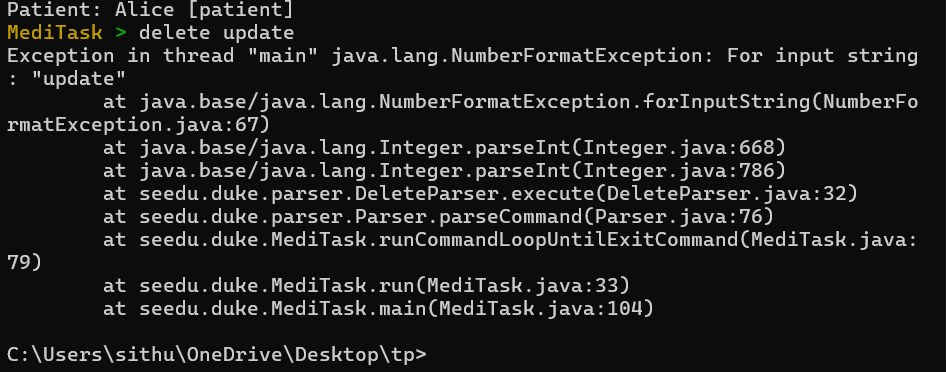 Patient: Alice [patient]
MediTask > delete update
Exception in thread "main" java.lang.NumberFormatException: For input string
: "update"
        at java.base/java.lang.NumberFormatException.forInputString(NumberFo
rmatException.java:67)
        at java.base/java.lang.Integer.parseInt(Integer.java:668)
        at java.base/java.lang.Integer.parseInt(Integer.java:786)
        at seedu.duke.parser.DeleteParser.execute(DeleteParser.java:32)
        at seedu.duke.parser.Parser.parseCommand(Parser.java:76)
        at seedu.duke.MediTask.runCommandLoopUntilExitCommand(MediTask.java:
79)
        at seedu.duke.MediTask.run(MediTask.java:33)
        at seedu.duke.MediTask.main(MediTask.java:104)

C:\Users\sithu\OneDrive\Desktop\tp>